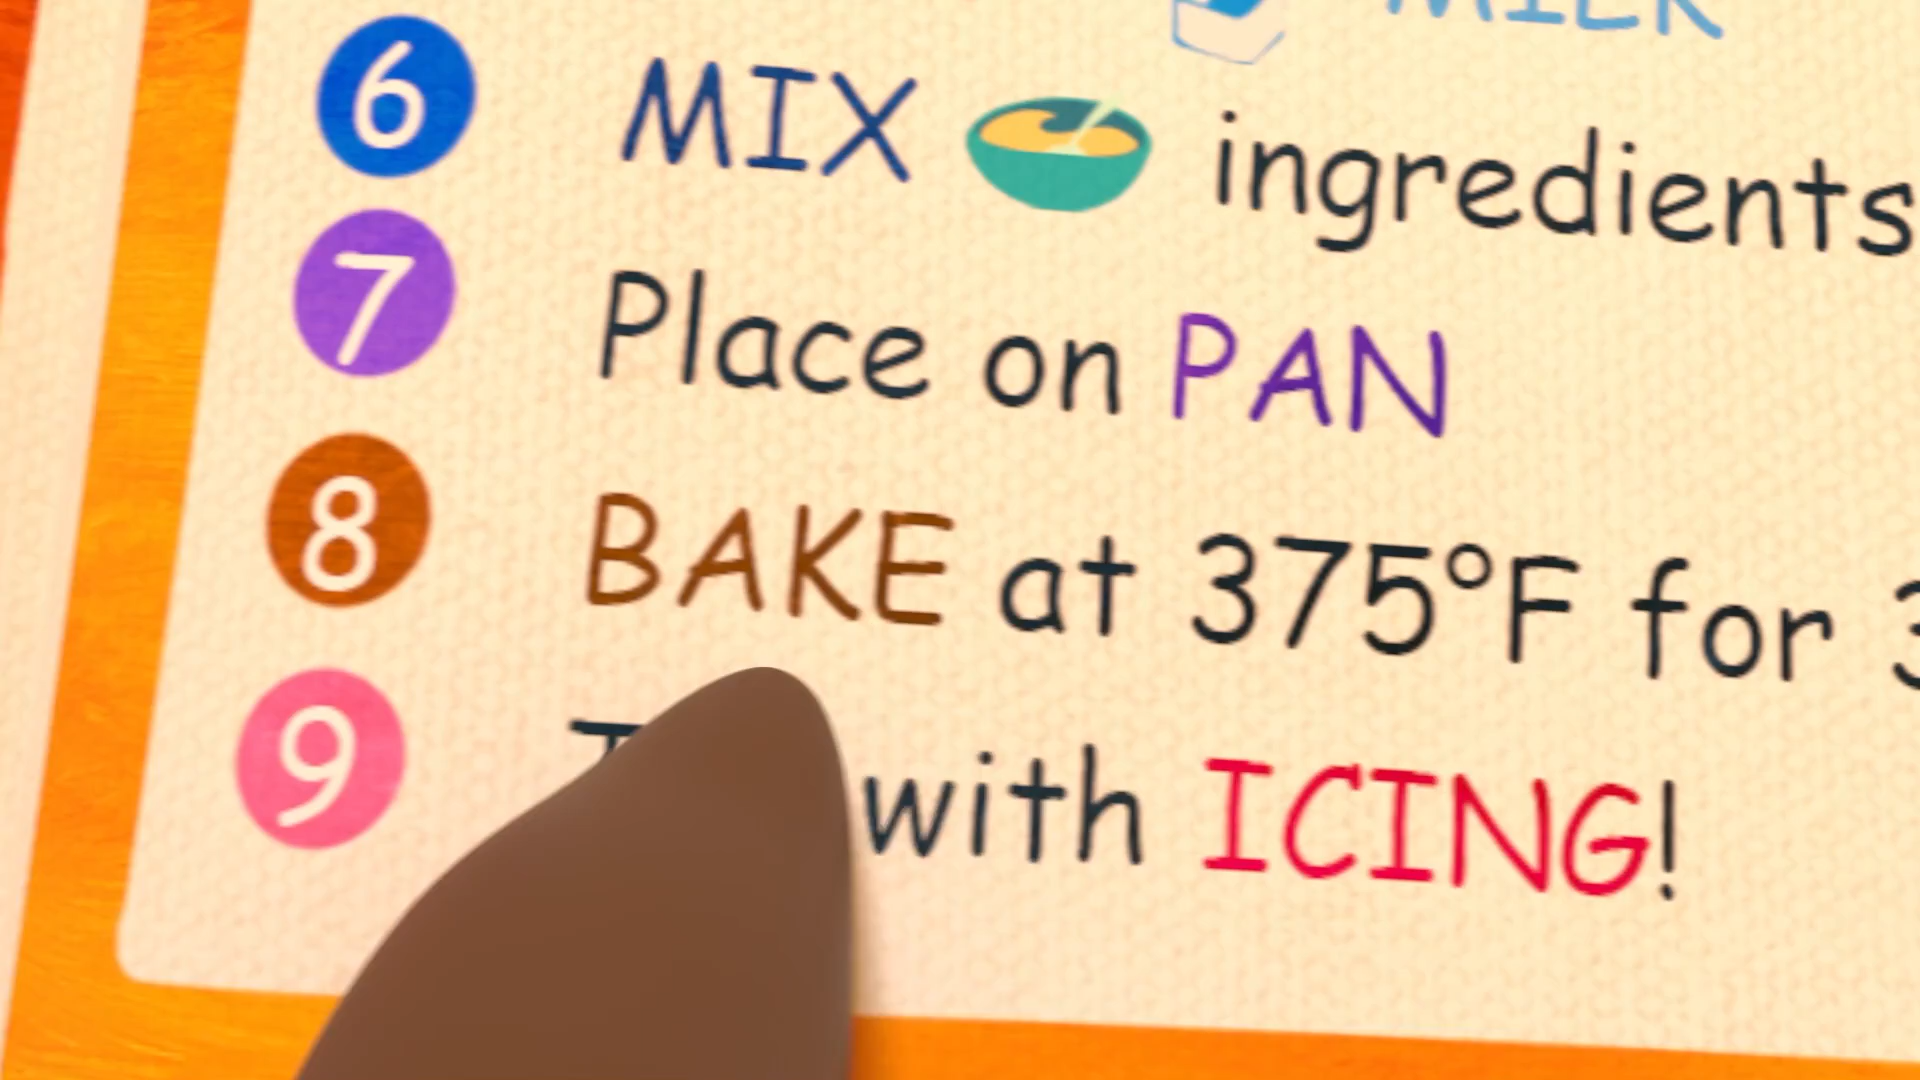 MILK
6 MIX ingredients
7 Place on PAN
8 BAKE at 375°F for
9 with ICING!